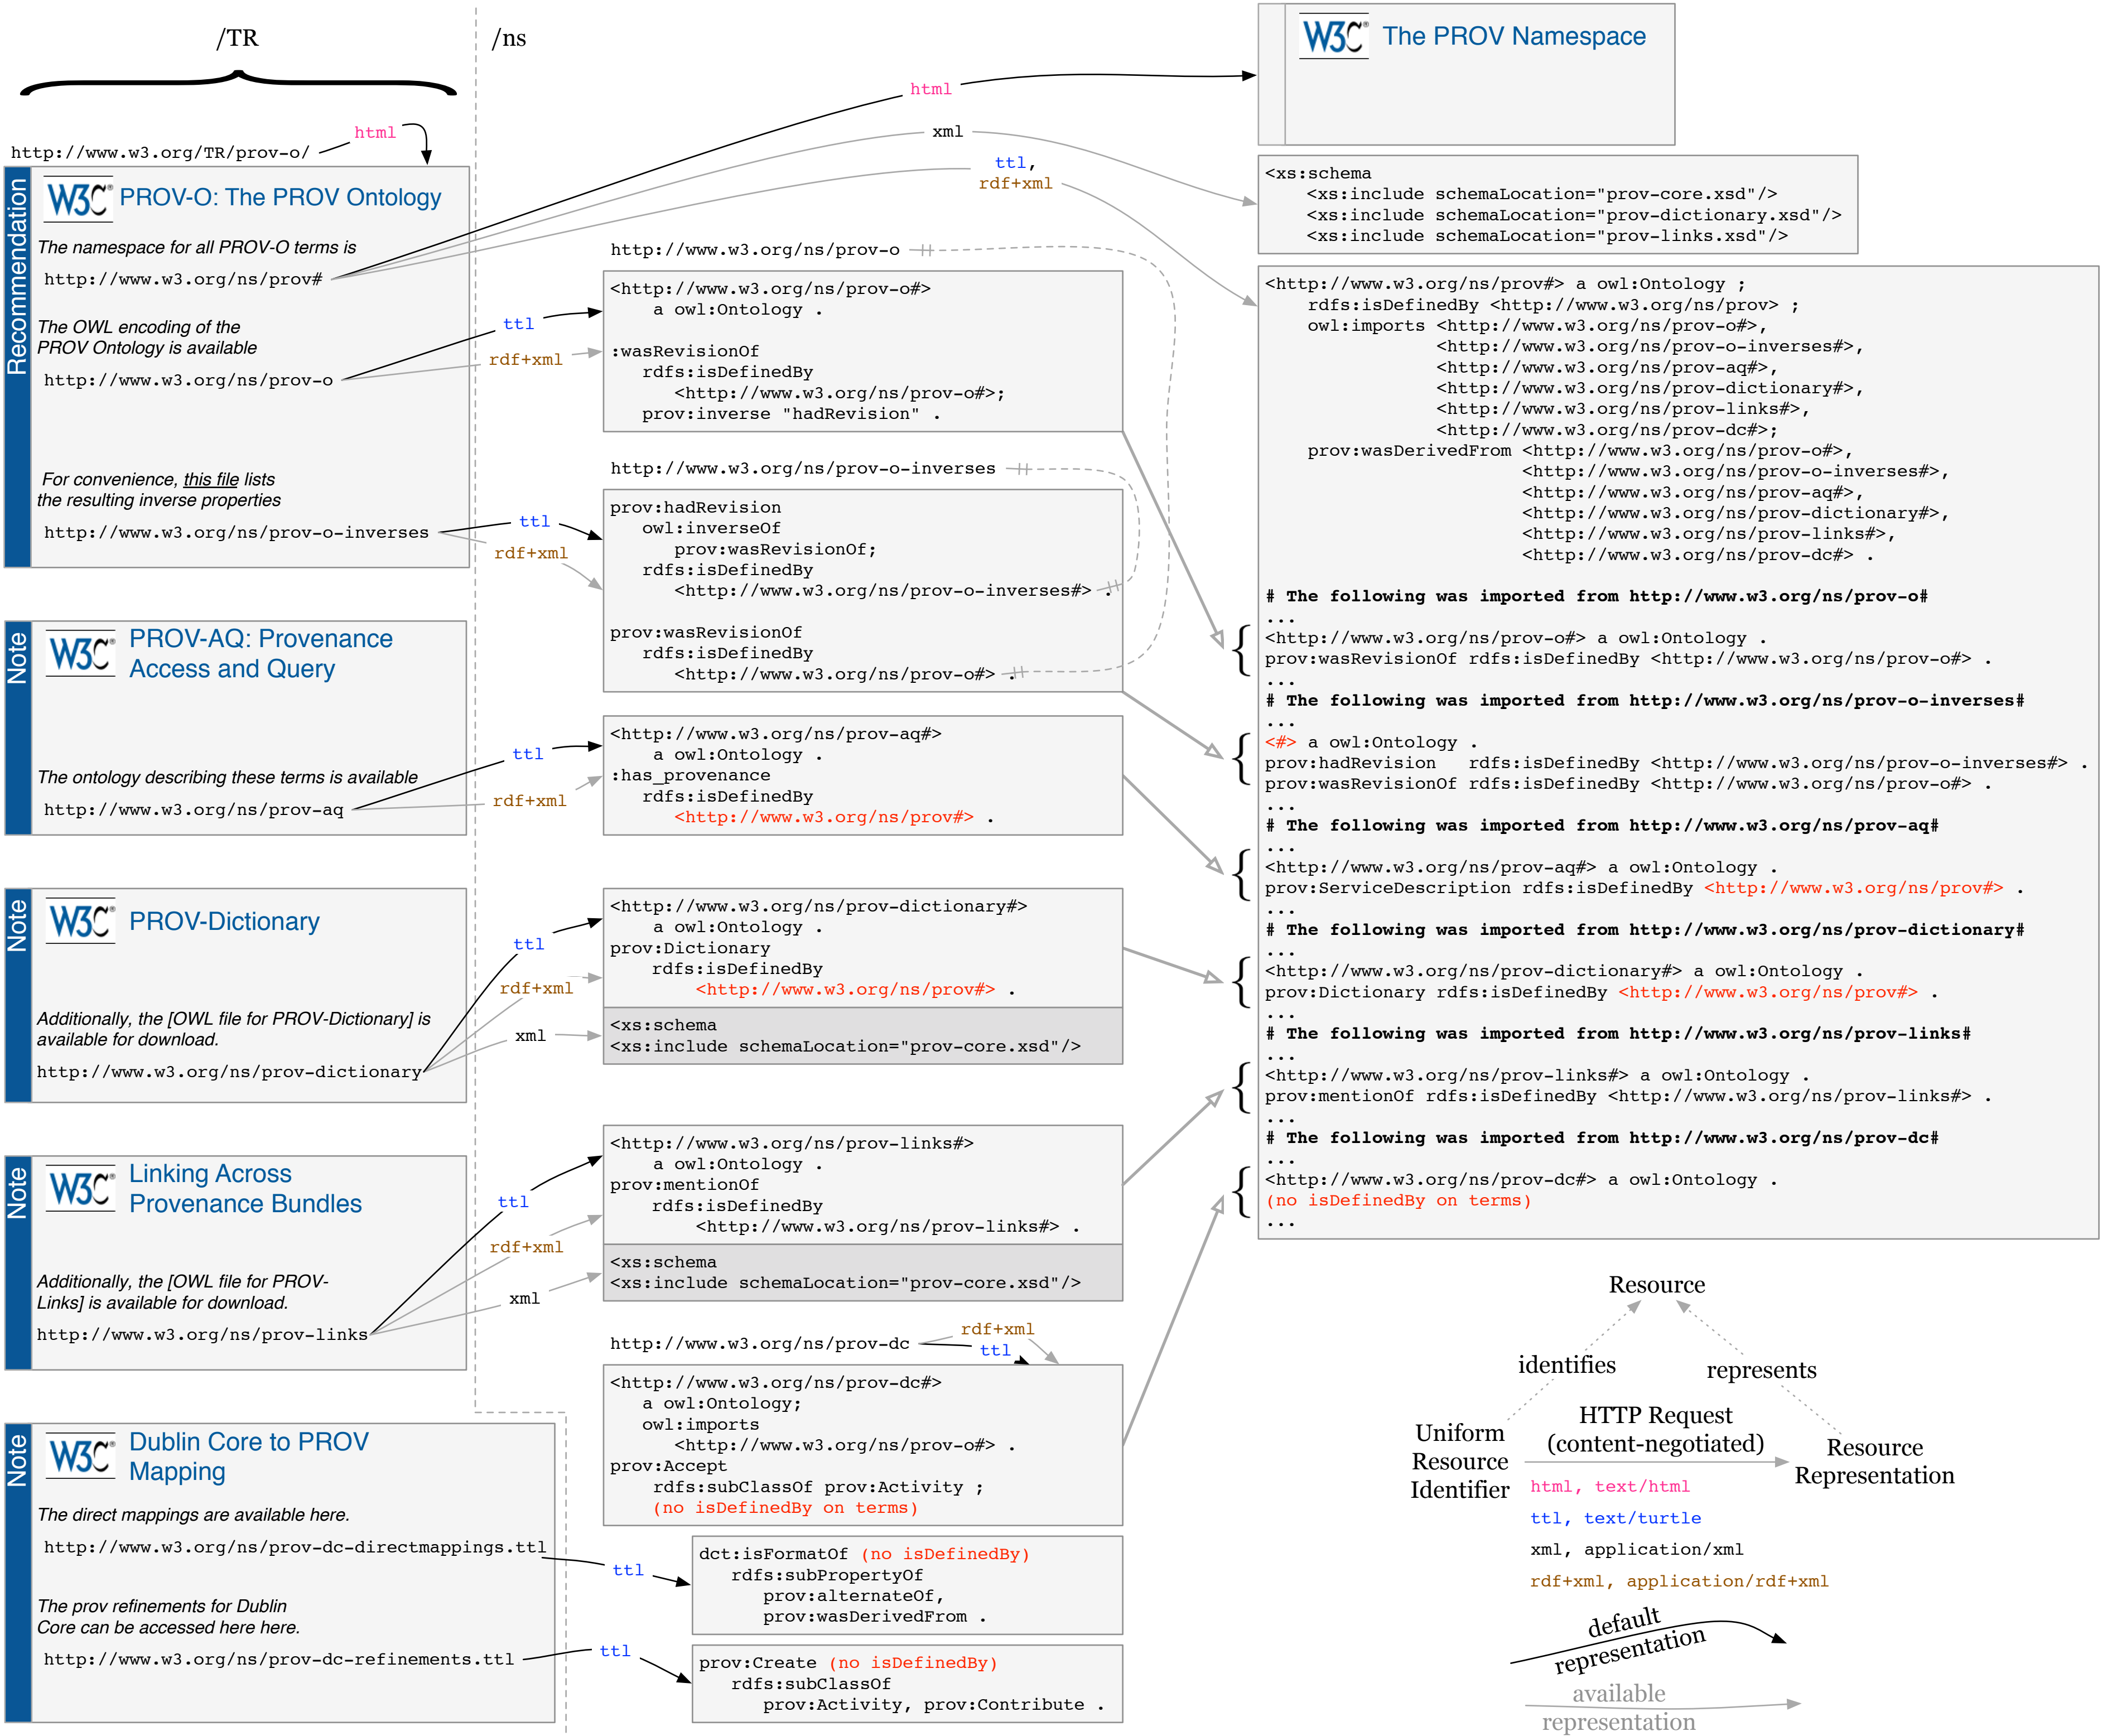 /TR
/ns
http://www.w3.org/TR/prov-o/
html
Recommendation
W3C®
PROV-O: The PROV Ontology
The namespace for all PROV-O terms is
http://www.w3.org/ns/prov#
The OWL encoding of the
PROV Ontology is available
http://www.w3.org/ns/prov-o
For convenience, this file lists
the resulting inverse properties
http://www.w3.org/ns/prov-o-inverses
Note
W3C®
PROV-AQ: Provenance
Access and Query
The ontology describing these terms is available
http://www.w3.org/ns/prov-aq
Note
W3C®
PROV-Dictionary
Additionally, the [OWL file for PROV-Dictionary] is
available for download.
http://www.w3.org/ns/prov-dictionary
Note
W3C®
Linking Across
Provenance Bundles
Additionally, the [OWL file for PROV-
Links] is available for download.
http://www.w3.org/ns/prov-links
Note
W3C®
Dublin Core to PROV
Mapping
The direct mappings are available here.
http://www.w3.org/ns/prov-dc-directmappings.ttl
The prov refinements for Dublin
Core can be accessed here here.
http://www.w3.org/ns/prov-dc-refinements.ttl
html
xml
ttl,
rdf+xml
http://www.w3.org/ns/prov-o
ttl
rdf+xml
<http://www.w3.org/ns/prov-o#>
a owl:Ontology .
:wasRevisionOf
rdfs:isDefinedBy
<http://www.w3.org/ns/prov-o#>;
prov:inverse "hadRevision" .
http://www.w3.org/ns/prov-o-inverses
ttl
rdf+xml
prov:hadRevision
owl:inverseOf
prov:wasRevisionOf;
rdfs:isDefinedBy
<http://www.w3.org/ns/prov-o-inverses#> .
prov:wasRevisionOf
rdfs:isDefinedBy
<http://www.w3.org/ns/prov-o#> .
ttl
rdf+xml
<http://www.w3.org/ns/prov-aq#>
a owl:Ontology .
:has_provenance
rdfs:isDefinedBy
<http://www.w3.org/ns/prov#> .
ttl
rdf+xml
xml
<http://www.w3.org/ns/prov-dictionary#>
a owl:Ontology .
prov:Dictionary
rdfs:isDefinedBy
<http://www.w3.org/ns/prov#> .
<xs:schema
<xs:include schemaLocation="prov-core.xsd"/>
ttl
rdf+xml
xml
<http://www.w3.org/ns/prov-links#>
a owl:Ontology .
prov:mentionOf
rdfs:isDefinedBy
<http://www.w3.org/ns/prov-links#> .
<xs:schema
<xs:include schemaLocation="prov-core.xsd"/>
http://www.w3.org/ns/prov-dc
rdf+xml
ttl
<http://www.w3.org/ns/prov-dc#>
a owl:Ontology;
owl:imports
<http://www.w3.org/ns/prov-o#> .
prov:Accept
rdfs:subClassOf prov:Activity ;
(no isDefinedBy on terms)
ttl
dct:isFormatOf (no isDefinedBy)
rdfs:subPropertyOf
prov:alternateOf,
prov:wasDerivedFrom .
ttl
prov:Create (no isDefinedBy)
rdfs:subClassOf
prov:Activity, prov:Contribute .
W3C®
The PROV Namespace
<xs:schema
<xs:include schemaLocation="prov-core.xsd"/>
<xs:include schemaLocation="prov-dictionary.xsd"/>
<xs:include schemaLocation="prov-links.xsd"/>
<http://www.w3.org/ns/prov#> a owl:Ontology ;
rdfs:isDefinedBy <http://www.w3.org/ns/prov> ;
owl:imports <http://www.w3.org/ns/prov-o#>,
<http://www.w3.org/ns/prov-o-inverses#>,
<http://www.w3.org/ns/prov-aq#>,
<http://www.w3.org/ns/prov-dictionary#>,
<http://www.w3.org/ns/prov-links#>,
<http://www.w3.org/ns/prov-dc#>;
prov:wasDerivedFrom <http://www.w3.org/ns/prov-o#>,
<http://www.w3.org/ns/prov-o-inverses#>,
<http://www.w3.org/ns/prov-aq#>,
<http://www.w3.org/ns/prov-dictionary#>,
<http://www.w3.org/ns/prov-links#>,
<http://www.w3.org/ns/prov-dc#> .
# The following was imported from http://www.w3.org/ns/prov-o#
...
<http://www.w3.org/ns/prov-o#> a owl:Ontology .
prov:wasRevisionOf rdfs:isDefinedBy <http://www.w3.org/ns/prov-o#> .
...
# The following was imported from http://www.w3.org/ns/prov-o-inverses#
...
<#> a owl:Ontology .
prov:hadRevision rdfs:isDefinedBy <http://www.w3.org/ns/prov-o-inverses#> .
prov:wasRevisionOf rdfs:isDefinedBy <http://www.w3.org/ns/prov-o#> .
...
# The following was imported from http://www.w3.org/ns/prov-aq#
...
<http://www.w3.org/ns/prov-aq#> a owl:Ontology .
prov:ServiceDescription rdfs:isDefinedBy <http://www.w3.org/ns/prov#> .
...
# The following was imported from http://www.w3.org/ns/prov-dictionary#
...
<http://www.w3.org/ns/prov-dictionary#> a owl:Ontology .
prov:Dictionary rdfs:isDefinedBy <http://www.w3.org/ns/prov#> .
...
# The following was imported from http://www.w3.org/ns/prov-links#
...
<http://www.w3.org/ns/prov-links#> a owl:Ontology .
prov:mentionOf rdfs:isDefinedBy <http://www.w3.org/ns/prov-links#> .
...
# The following was imported from http://www.w3.org/ns/prov-dc#
...
<http://www.w3.org/ns/prov-dc#> a owl:Ontology .
(no isDefinedBy on terms)
...
Resource
identifies
represents
Uniform
Resource
Identifier
HTTP Request
(content-negotiated)
Resource
Representation
html, text/html
ttl, text/turtle
xml, application/xml
rdf+xml, application/rdf+xml
default
representation
available
representation